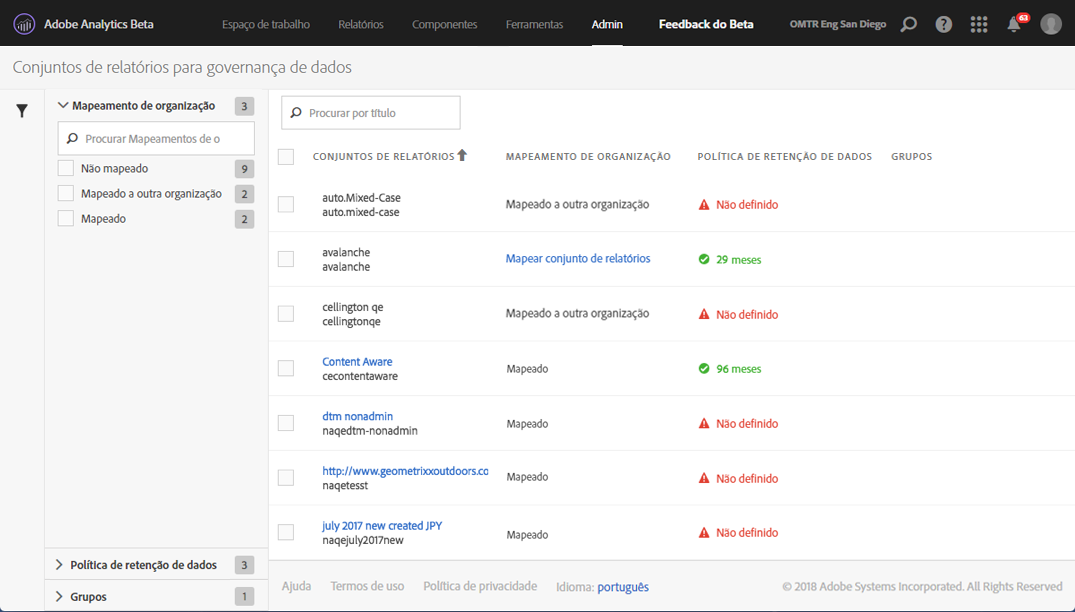 Adobe Analytics Beta
Espaço de trabalho Relatórios Componentes Ferramentas Admin Feedback do Beta OMTR Eng San Diego ? 63
Conjuntos de relatórios para governança de dados
Mapeamento de organização 3
Procurar Mapeamentos de o
Não mapeado 9
Mapeado a outra organização 2
Mapeado 2
Política de retenção de dados 3
Grupos 1
Procurar por título
CONJUNTOS DE RELATÓRIOS MAPEAMENTO DE ORGANIZAÇÃO POLÍTICA DE RETENÇÃO DE DADOS GRUPOS
auto.Mixed-Case
auto.mixed-case
Mapeado a outra organização
Não definido
avalanche
avalanche
Mapear conjunto de relatórios
29 meses
cellington qe
cellingtonqe
Mapeado a outra organização
Não definido
Content Aware
cecontentaware
Mapeado
96 meses
dtm nonadmin
naqedtm-nonadmin
Mapeado
Não definido
http://www.geometrixxoutdoors.co
naqetesst
Mapeado
Não definido
july 2017 new created JPY
naqejuly2017new
Mapeado
Não definido
Ajuda Termos de uso Política de privacidade Idioma: português © 2018 Adobe Systems Incorporated. All Rights Reserved